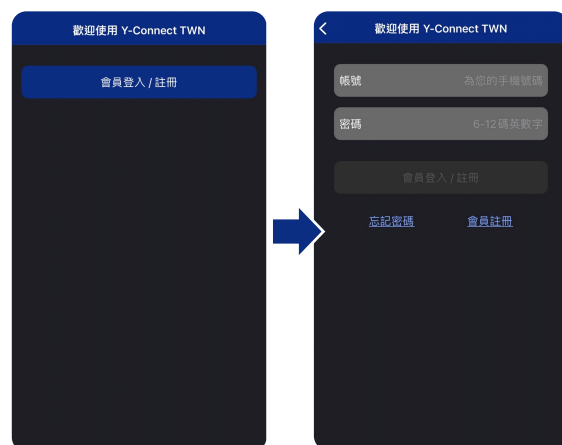 歡迎使用 Y-Connect TWN
會員登入 / 註冊
歡迎使用 Y-Connect TWN
帳號 為您的手機號碼
密碼 6-12碼英數字
會員登入 / 註冊
忘記密碼 會員註冊